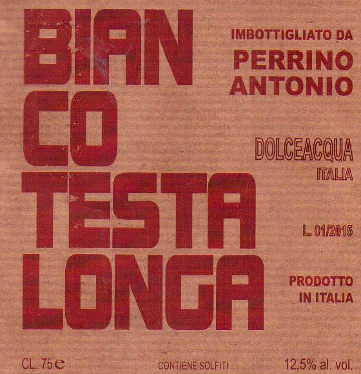 BIAN
CO
TESTA
LONGA
IMBOTTIGLIATO DA
PERRINO
ANTONIO
DOLCEACQUA
ITALIA
L. 01/2015
PRODOTTO
IN ITALIA
CL. 75e
CONTIENE SOLFITI
12,5% al. vol.